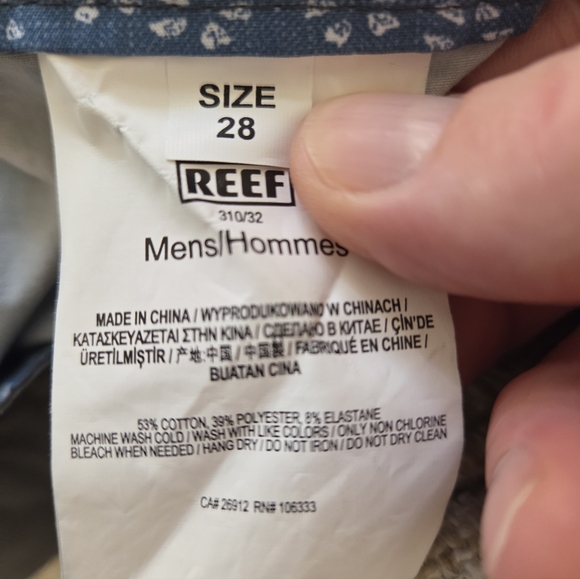 SIZE
28
REEF
310/32
Mens/Hommes
MADE IN CHINA / WYPRODUKOWANO W CHINACH /
ΚΑΤΑΣΚΕΥΑΖΕΤΑΙ ΣΤΗΝ ΚΙΝΑ / СДЕЛАНО В КИТАЕ / ÇİN'DE
ÜRETİLMİŞTİR / 产地:中国 / 中国製 / FABRIQUÉ EN CHINE /
BUATAN CINA
53% COTTON, 39% POLYESTER, 8% ELASTANE
MACHINE WASH COLD / WASH WITH LIKE COLORS / ONLY NON CHLORINE
BLEACH WHEN NEEDED / HANG DRY / DO NOT IRON / DO NOT DRY CLEAN
CA# 26912 RN# 106333